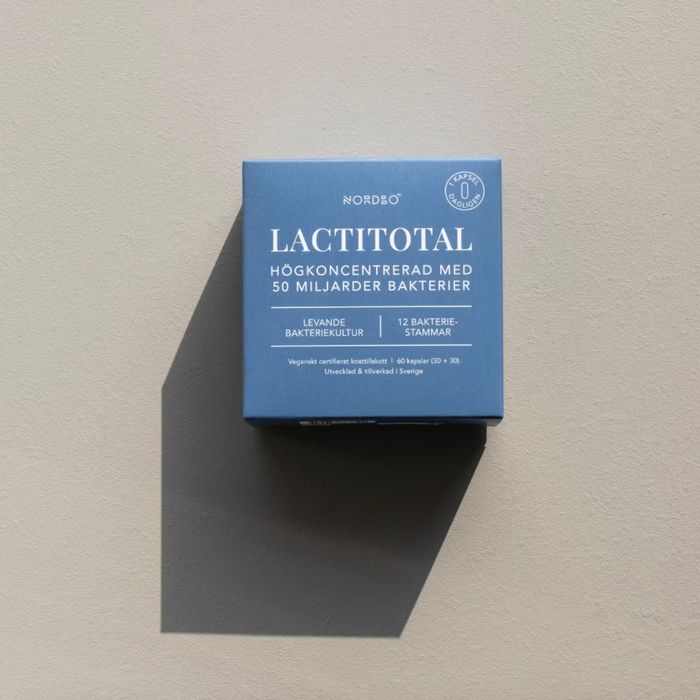 NORDBO™
1 KAPSEL
DAGLIGEN
LACTITOTAL
HÖGKONCENTRERAD MED
50 MILJARDER BAKTERIER
LEVANDE
BAKTERIEKULTUR
12 BAKTERIE-
STAMMAR
Veganskt certifierat kosttillskott | 60 kapslar (30 + 30)
Utvecklad & tillverkad i Sverige